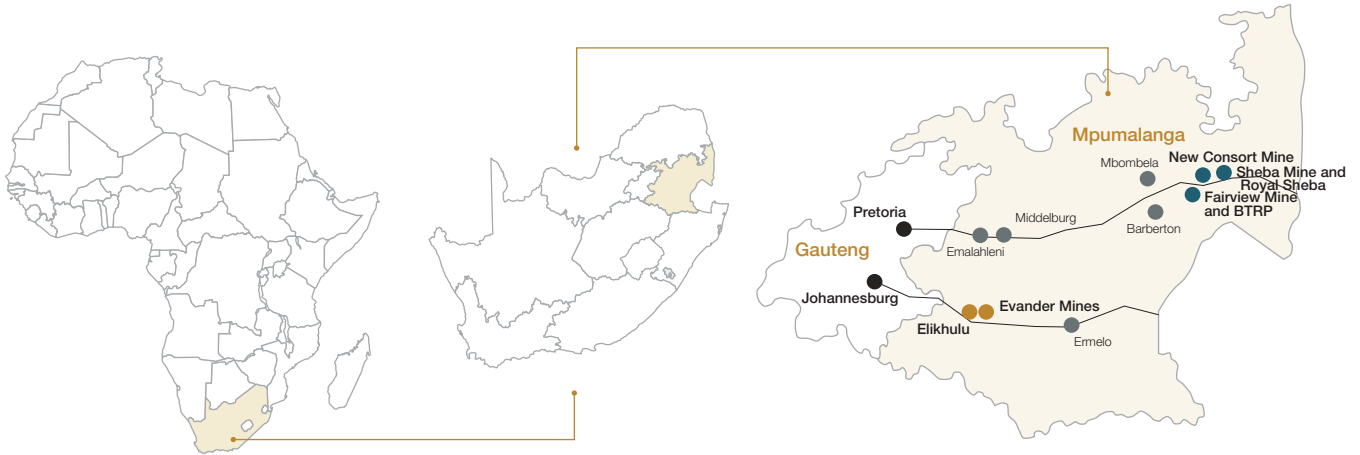 Mpumalanga
New Consort Mine
Mbombela
Sheba Mine and
Royal Sheba
Fairview Mine
and BTRP
Pretoria
Middelburg
Barberton
Gauteng
Emalahleni
Johannesburg
Evander Mines
Elikhulu
Ermelo